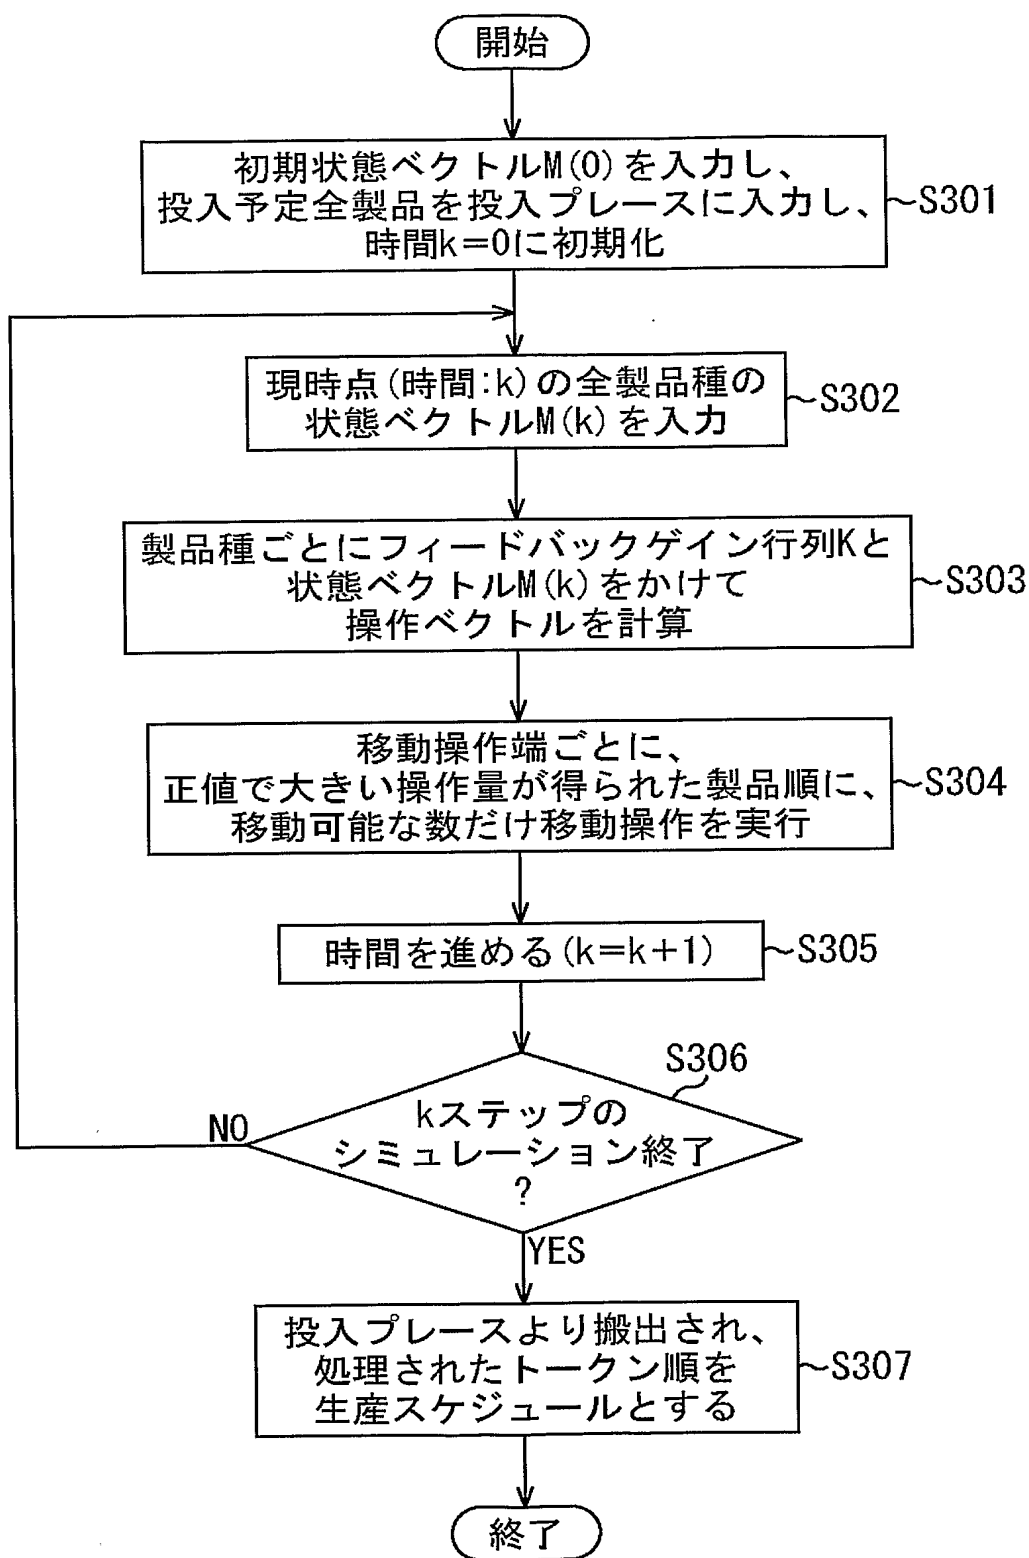 開始
初期状態ベクトルM(0)を入力し、
投入予定全製品を投入プレースに入力し、
時間k=0に初期化
S301
現時点(時間:k)の全製品種の
状態ベクトルM(k)を入力
S302
製品種ごとにフィードバックゲイン行列Kと
状態ベクトルM(k)をかけて
操作ベクトルを計算
S303
移動操作端ごとに、
正値で大きい操作量が得られた製品順に、
移動可能な数だけ移動操作を実行
S304
時間を進める(k=k+1)
S305
S306
kステップの
シミュレーション終了
?
NO
YES
投入プレースより搬出され、
処理されたトークン順を
生産スケジュールとする
S307
終了